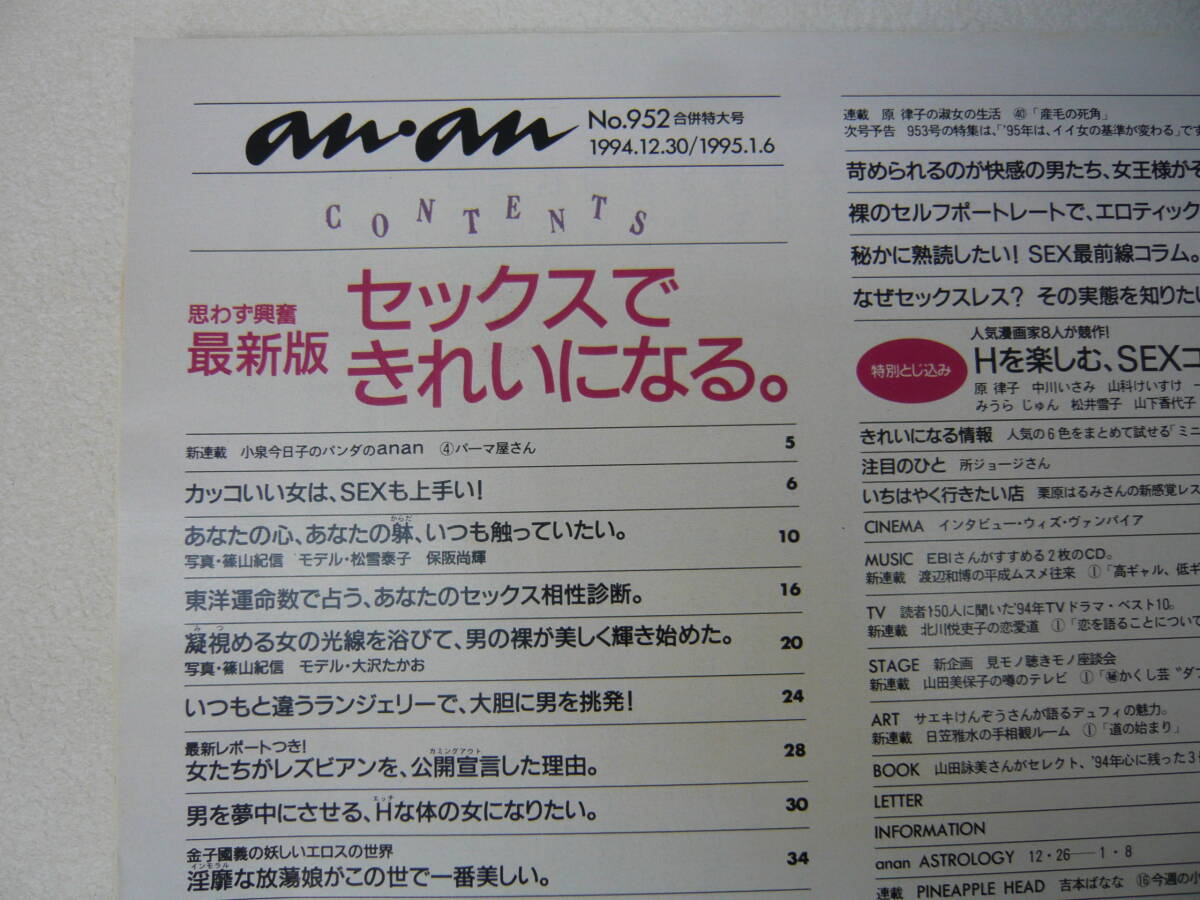 an・an
No.952 合併特大号
1994.12.30/1995.1.6
CONTENTS
思わず興奮
最新版
セックスで
きれいになる。
新連載 小泉今日子のパンダのanan ④パーマ屋さん 5
カッコいい女は、SEXも上手い! 6
からだ
あなたの心、あなたの躰、いつも触っていたい。 10
写真・篠山紀信 モデル・松雪泰子 保阪尚輝
東洋運命数で占う、あなたのセックス相性診断。 16
みつ
凝視める女の光線を浴びて、男の裸が美しく輝き始めた。 20
写真・篠山紀信 モデル・大沢たかお
いつもと違うランジェリーで、大胆に男を挑発! 24
最新レポートつき!
カミングアウト
女たちがレズビアンを、公開宣言した理由。 28
エッチ
男を夢中にさせる、Hな体の女になりたい。 30
金子國義の妖しいエロスの世界
インモラル
淫靡な放蕩娘がこの世で一番美しい。 34
連載 原 律子の淑女の生活 ㊵「産毛の死角」
次号予告 953号の特集は、「'95年は、イイ女の基準が変わる」です
苛められるのが快感の男たち、女王様がそ
裸のセルフポートレートで、エロティック
秘かに熟読したい! SEX最前線コラム。
なぜセックスレス? その実態を知りたい
特別とじ込み
人気漫画家8人が競作!
Hを楽しむ、SEXコ
原 律子 中川いさみ 山科けいすけ
みうら じゅん 松井雪子 山下香代子
きれいになる情報 人気の6色をまとめて試せる「ミニ
注目のひと 所ジョージさん
いちはやく行きたい店 栗原はるみさんの新感覚レス
CINEMA インタビュー・ウィズ・ヴァンパイア
MUSIC EBIさんがすすめる2枚のCD。
新連載 渡辺和博の平成ムスメ往来 ①「高ギャル、低ギ
TV 読者150人に聞いた'94年TVドラマ・ベスト10。
新連載 北川悦吏子の恋愛道 ①「恋を語ることについて
STAGE 新企画 見モノ聴きモノ座談会
新連載 山田美保子の噂のテレビ ①「㊙かくし芸〝ダフ
ART サエキけんぞうさんが語るデュフィの魅力。
新連載 日笠雅水の手相観ルーム ①「道の始まり」
BOOK 山田詠美さんがセレクト、'94年心に残った3
LETTER
INFORMATION
anan ASTROLOGY 12・26—1・8
連載 PINEAPPLE HEAD 吉本ばなな ⑯今週の小